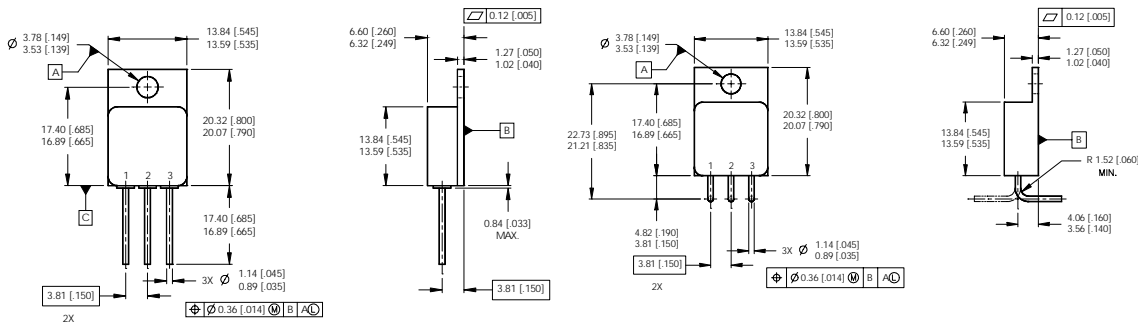 ⌀ 3.78 [.149]
3.53 [.139]
13.84 [.545]
13.59 [.535]
A
17.40 [.685]
16.89 [.665]
20.32 [.800]
20.07 [.790]
1 2 3
C
17.40 [.685]
16.89 [.665]
3X ⌀ 1.14 [.045]
0.89 [.035]
3.81 [.150]
2X
⌖ ⌀ 0.36 [.014] Ⓜ B A Ⓛ
⏥ 0.12 [.005]
6.60 [.260]
6.32 [.249]
1.27 [.050]
1.02 [.040]
13.84 [.545]
13.59 [.535]
B
0.84 [.033]
MAX.
3.81 [.150]
⌀ 3.78 [.149]
3.53 [.139]
13.84 [.545]
13.59 [.535]
A
22.73 [.895]
21.21 [.835]
17.40 [.685]
16.89 [.665]
20.32 [.800]
20.07 [.790]
1 2 3
4.82 [.190]
3.81 [.150]
3X ⌀ 1.14 [.045]
0.89 [.035]
3.81 [.150]
2X
⌖ ⌀ 0.36 [.014] Ⓜ B A Ⓛ
⏥ 0.12 [.005]
6.60 [.260]
6.32 [.249]
1.27 [.050]
1.02 [.040]
13.84 [.545]
13.59 [.535]
B
R 1.52 [.060]
MIN.
4.06 [.160]
3.56 [.140]